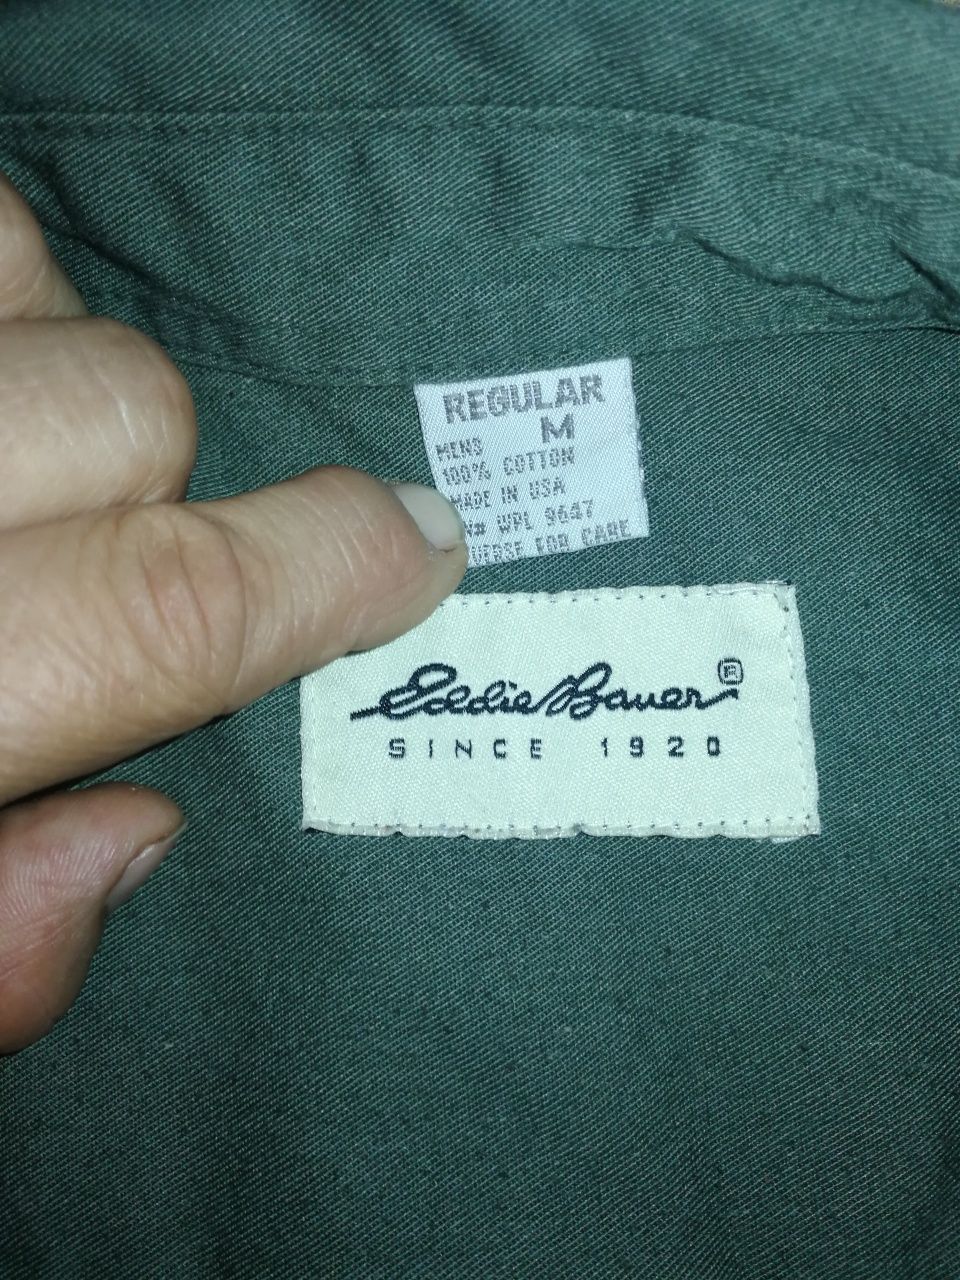 REGULAR
M
MENS
100% COTTON
MADE IN USA
WPL 9647
FOR CARE
Eddie Bauer ®
SINCE 1920